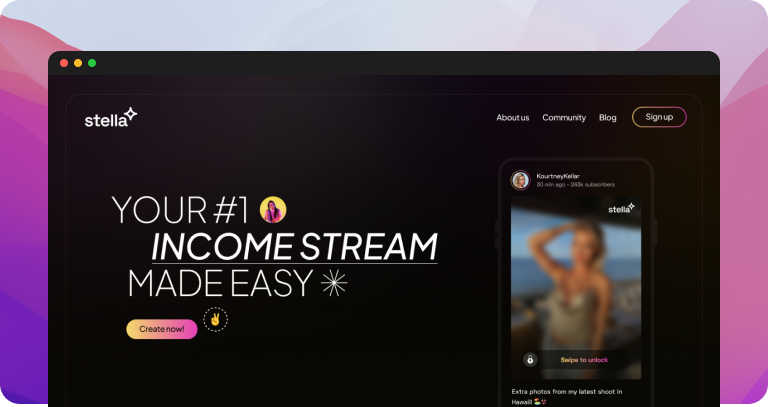 stella
About us
Community
Blog
Sign up
YOUR #1
INCOME STREAM
MADE EASY
Create now!
KourtneyKellar
30 min ago - 243k subscribers
stella
Swipe to unlock
Extra photos from my latest shoot in
Hawaii 🏖️👙